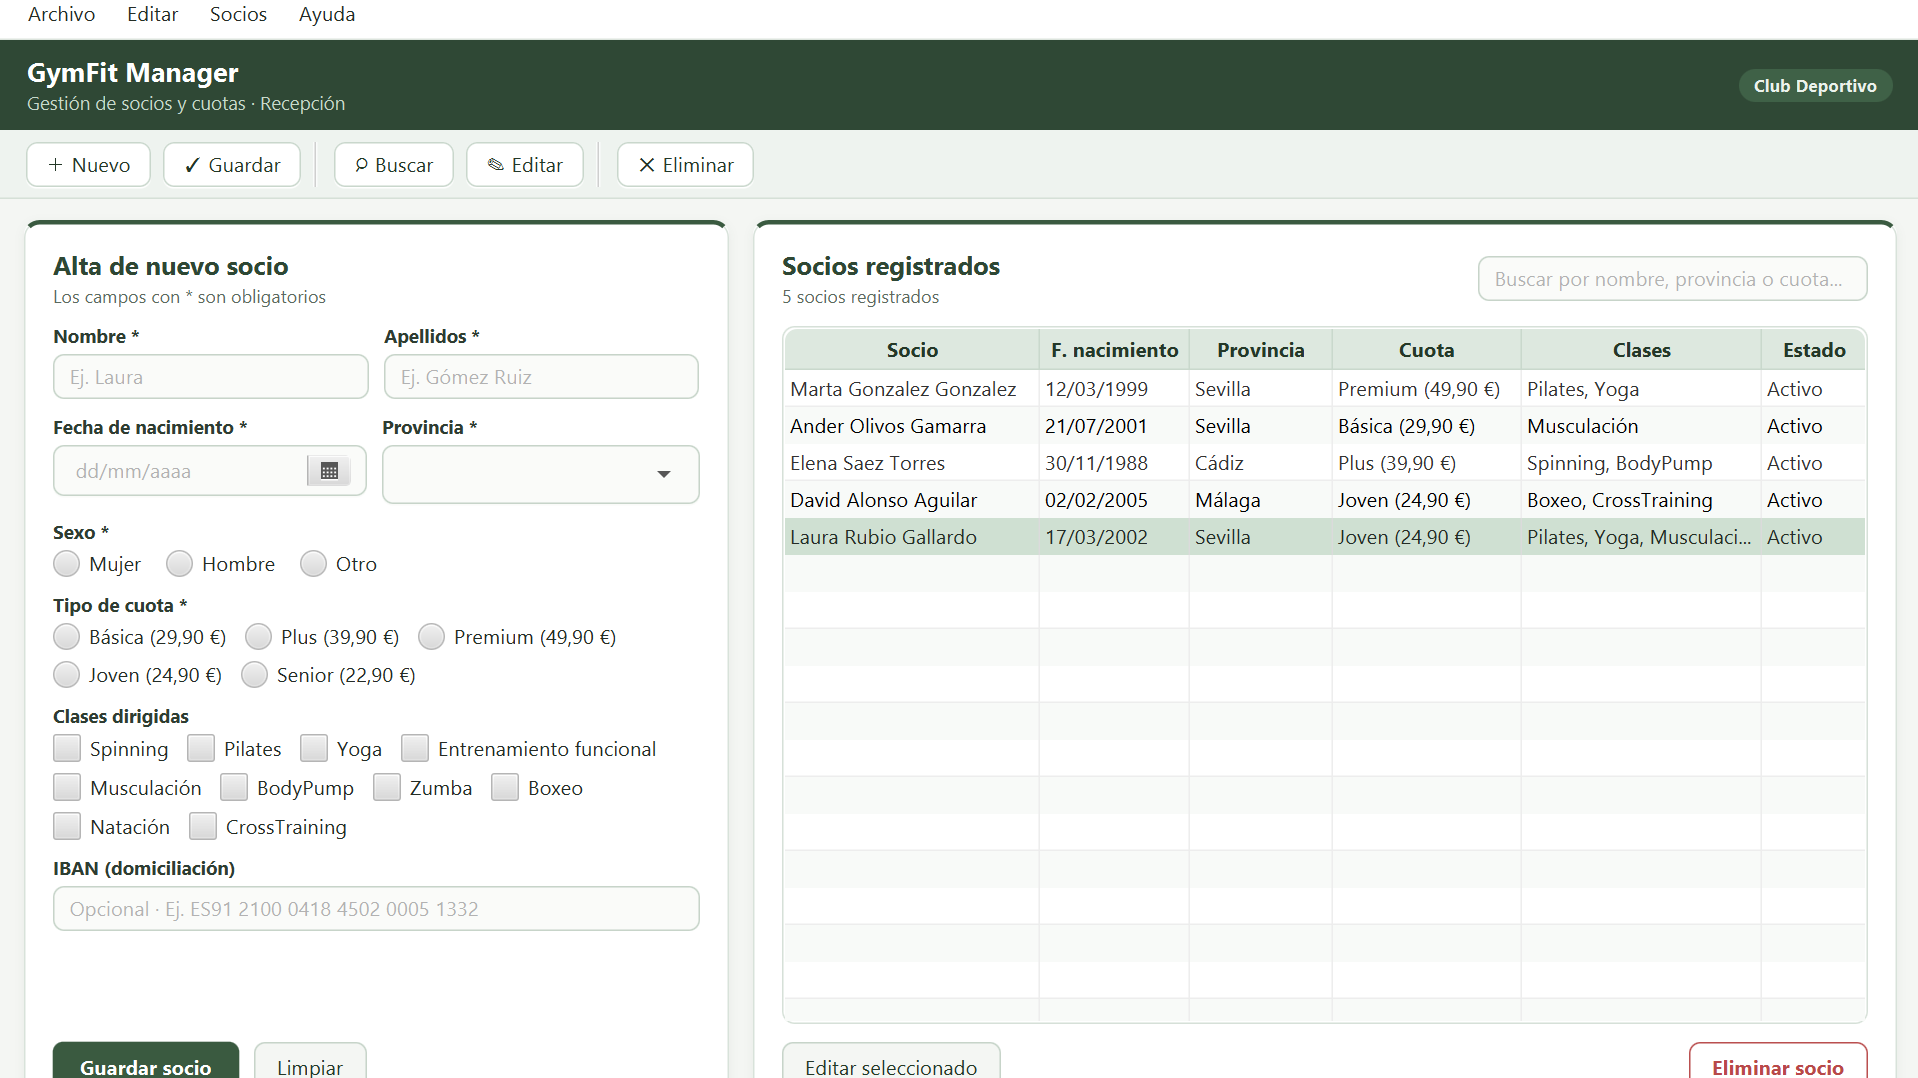 Archivo Editar Socios Ayuda
GymFit Manager
Gestión de socios y cuotas · Recepción
Club Deportivo
+ Nuevo ✓ Guardar Buscar ✎ Editar ✕ Eliminar
Alta de nuevo socio
Los campos con * son obligatorios
Nombre * Apellidos *
Ej. Laura Ej. Gómez Ruiz
Fecha de nacimiento * Provincia *
dd/mm/aaaa
Sexo *
Mujer Hombre Otro
Tipo de cuota *
Básica (29,90 €) Plus (39,90 €) Premium (49,90 €)
Joven (24,90 €) Senior (22,90 €)
Clases dirigidas
Spinning Pilates Yoga Entrenamiento funcional
Musculación BodyPump Zumba Boxeo
Natación CrossTraining
IBAN (domiciliación)
Opcional · Ej. ES91 2100 0418 4502 0005 1332
Guardar socio Limpiar
Socios registrados
5 socios registrados
Buscar por nombre, provincia o cuota...
Socio F. nacimiento Provincia Cuota Clases Estado
Marta Gonzalez Gonzalez 12/03/1999 Sevilla Premium (49,90 €) Pilates, Yoga Activo
Ander Olivos Gamarra 21/07/2001 Sevilla Básica (29,90 €) Musculación Activo
Elena Saez Torres 30/11/1988 Cádiz Plus (39,90 €) Spinning, BodyPump Activo
David Alonso Aguilar 02/02/2005 Málaga Joven (24,90 €) Boxeo, CrossTraining Activo
Laura Rubio Gallardo 17/03/2002 Sevilla Joven (24,90 €) Pilates, Yoga, Musculaci... Activo
Editar seleccionado Eliminar socio